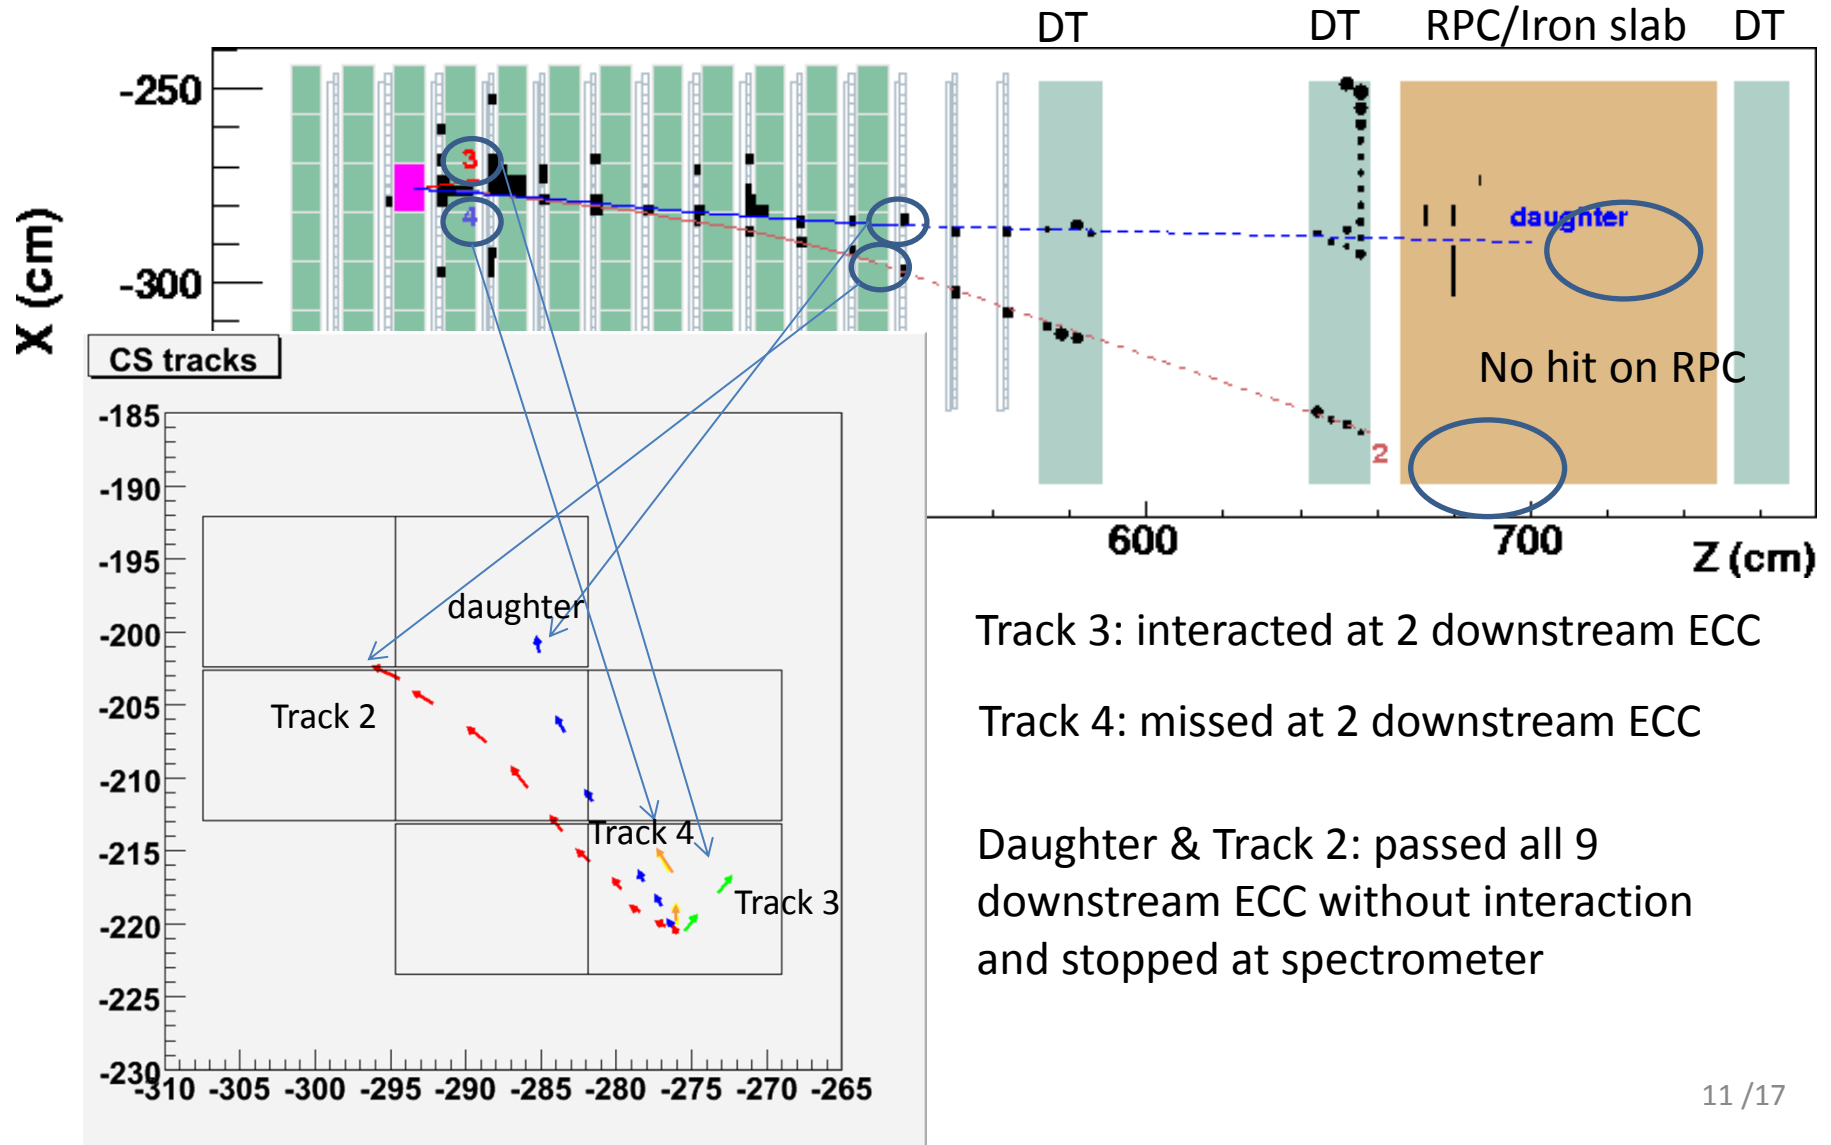 DT DT RPC/Iron slab DT
-250
-300
X (cm)
3
4
daughter
No hit on RPC
2
600 700
Z (cm)
CS tracks
-185
-190
-195
-200
-205
-210
-215
-220
-225
-230
-310 -305 -300 -295 -290 -285 -280 -275 -270 -265
daughter
Track 2
Track 4
Track 3
Track 3: interacted at 2 downstream ECC
Track 4: missed at 2 downstream ECC
Daughter & Track 2: passed all 9
downstream ECC without interaction
and stopped at spectrometer
11 /17